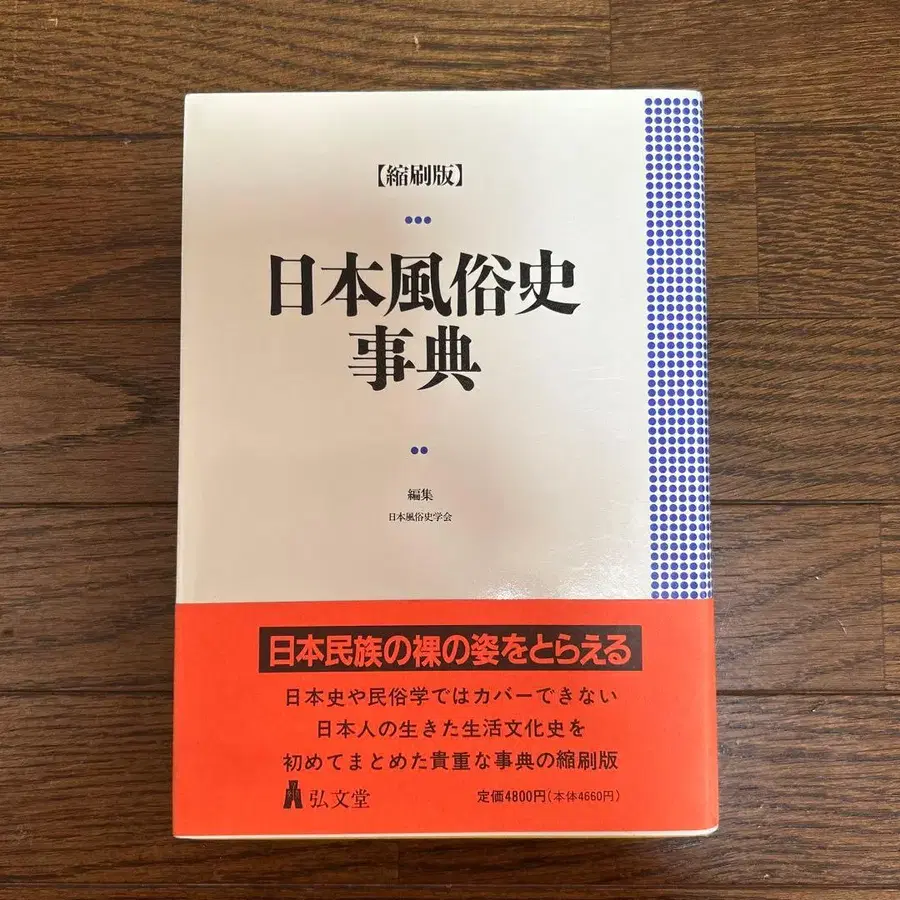 【縮刷版】
日本風俗史
事典
編集
日本風俗史学会
日本民族の裸の姿をとらえる
日本史や民俗学ではカバーできない
日本人の生きた生活文化史を
初めてまとめた貴重な事典の縮刷版
弘文堂
定価4800円(本体4660円)